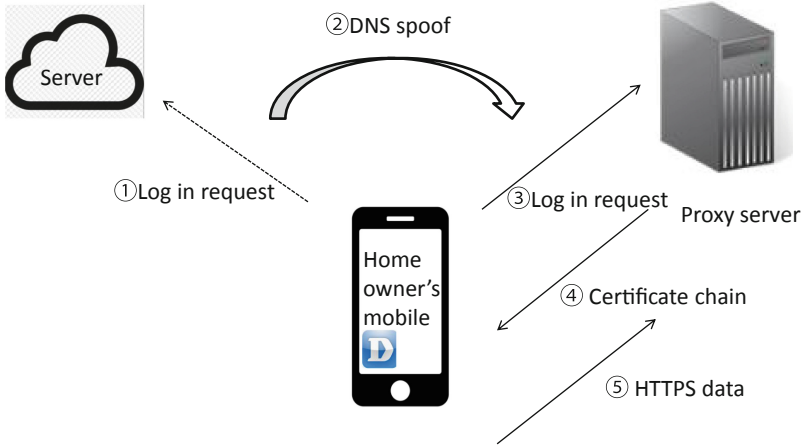 ②DNS spoof
Server
①Log in request
③Log in request
Proxy server
Home
owner's
mobile
D
④ Certificate chain
⑤ HTTPS data